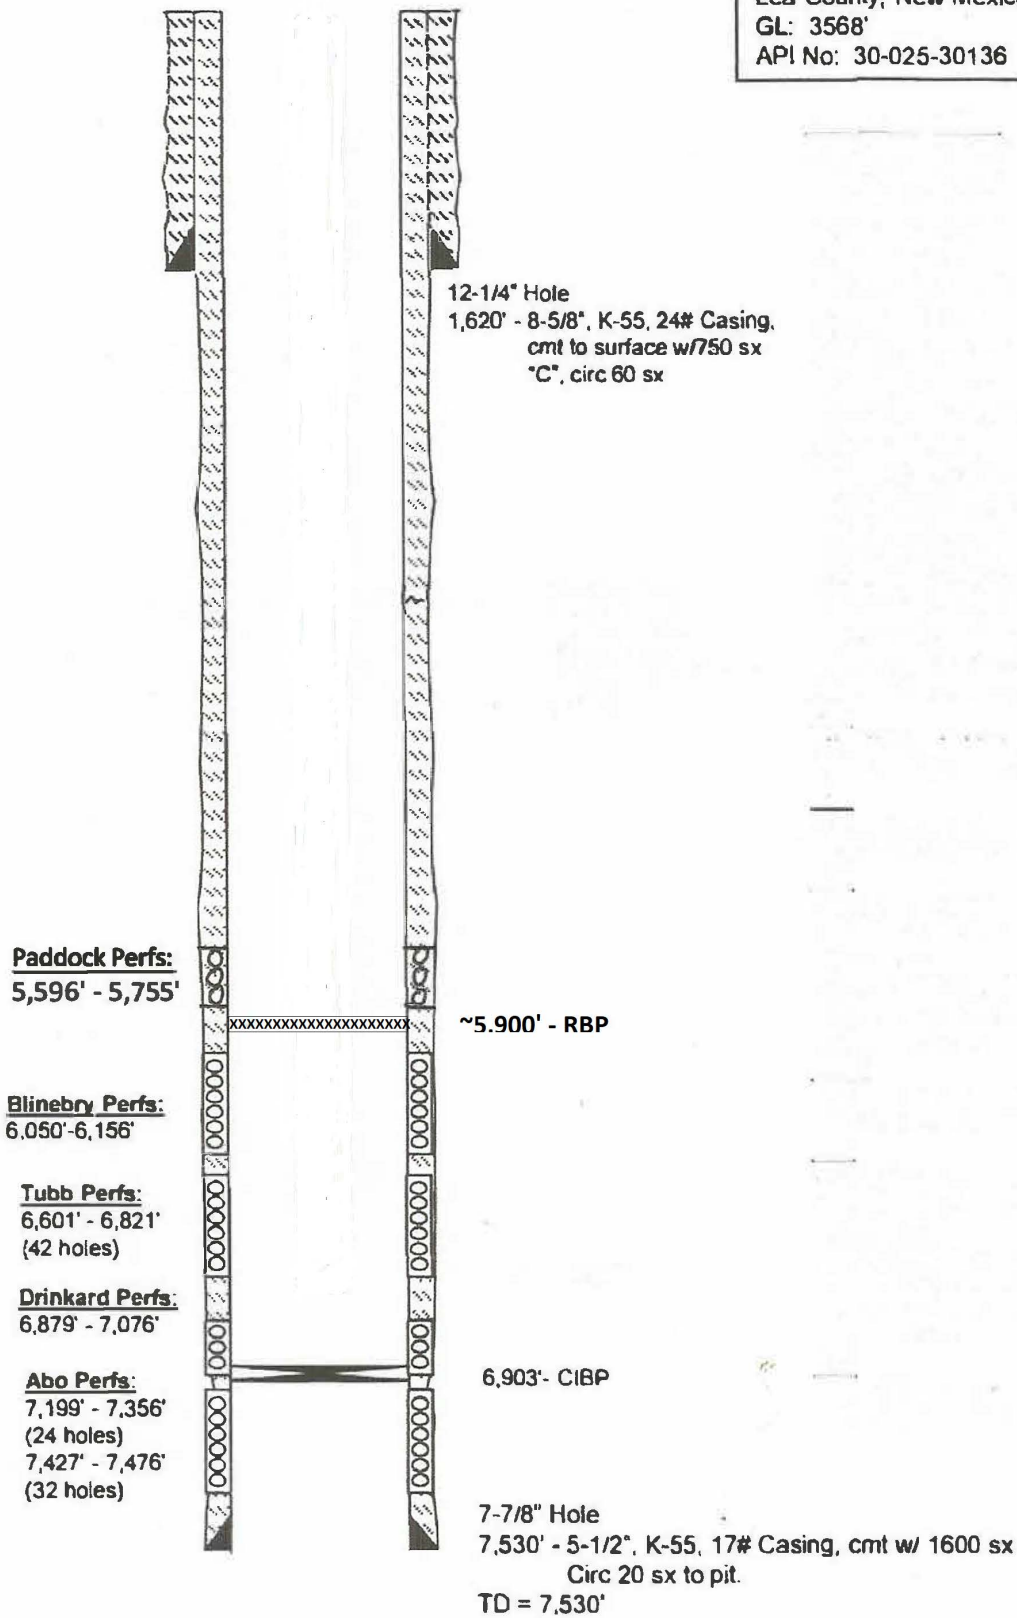 GL: 3568'
API No: 30-025-30136
12-1/4" Hole
1,620' - 8-5/8", K-55, 24# Casing,
cmt to surface w/750 sx
"C", circ 60 sx
Paddock Perfs:
5,596' - 5,755'
XXXXXXXXXXXXXXXXXXXXX
~5.900' - RBP
Blinebry Perfs:
6,050'-6,156'
Tubb Perfs:
6,601' - 6,821'
(42 holes)
Drinkard Perfs:
6,879' - 7,076'
6,903'- CIBP
Abo Perfs:
7,199' - 7,356'
(24 holes)
7,427' - 7,476'
(32 holes)
7-7/8" Hole
7,530' - 5-1/2", K-55, 17# Casing, cmt w/ 1600 sx
Circ 20 sx to pit.
TD = 7,530'